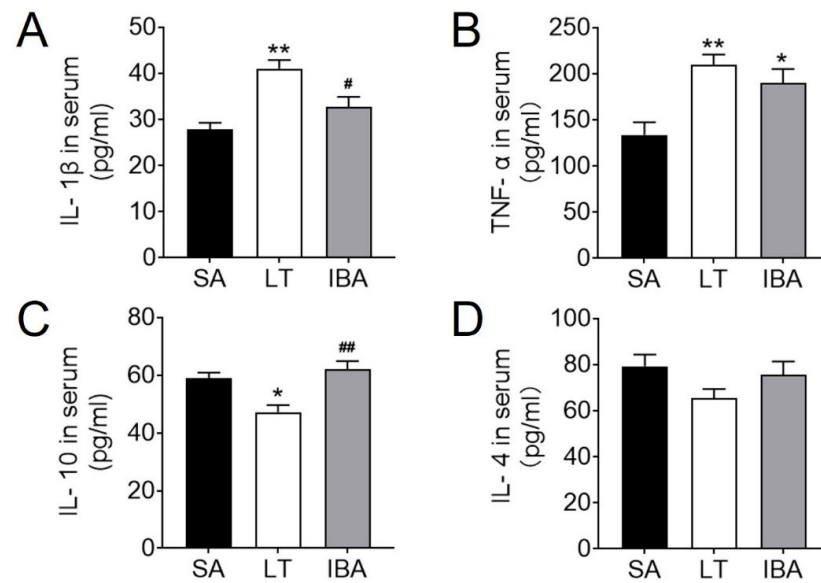 A
IL- 1β in serum
(pg/ml)
50
40
30
20
10
0
**
#
SA LT IBA
B
TNF- α in serum
(pg/ml)
250
200
150
100
50
0
**
*
SA LT IBA
C
IL- 10 in serum
(pg/ml)
80
60
40
20
0
*
##
SA LT IBA
D
IL- 4 in serum
(pg/ml)
100
80
60
40
20
0
SA LT IBA